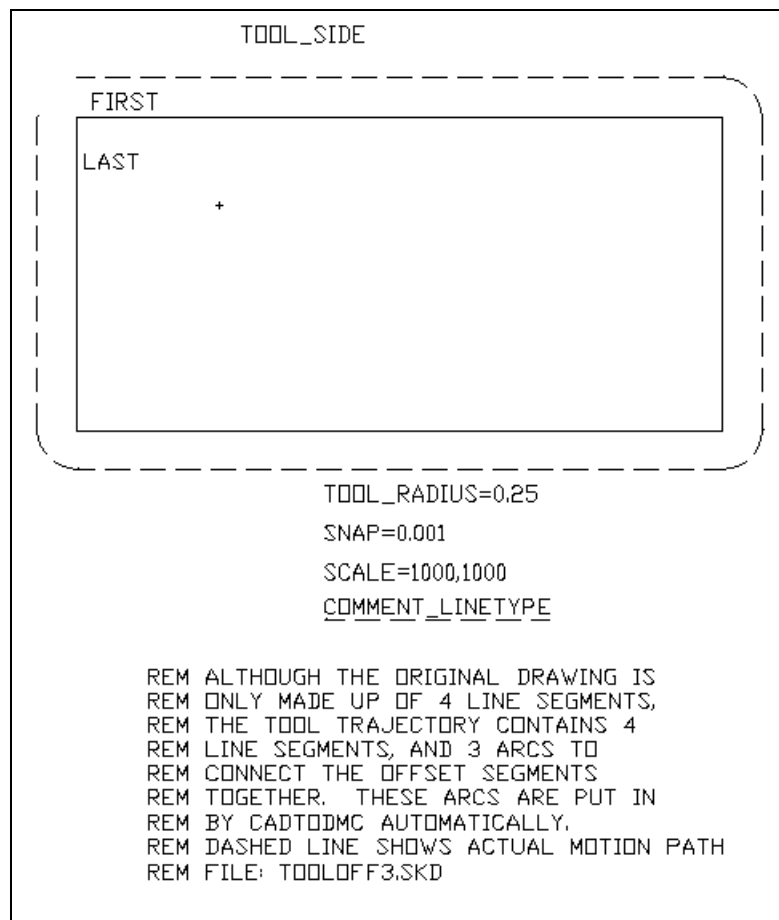 TOOL_SIDE
FIRST
LAST
TOOL_RADIUS=0.25
SNAP=0.001
SCALE=1000,1000
COMMENT_LINETYPE
REM ALTHOUGH THE ORIGINAL DRAWING IS
REM ONLY MADE UP OF 4 LINE SEGMENTS,
REM THE TOOL TRAJECTORY CONTAINS 4
REM LINE SEGMENTS, AND 3 ARCS TO
REM CONNECT THE OFFSET SEGMENTS
REM TOGETHER. THESE ARCS ARE PUT IN
REM BY CADTODMC AUTOMATICALLY.
REM DASHED LINE SHOWS ACTUAL MOTION PATH
REM FILE: TOOLOFF3.SKD